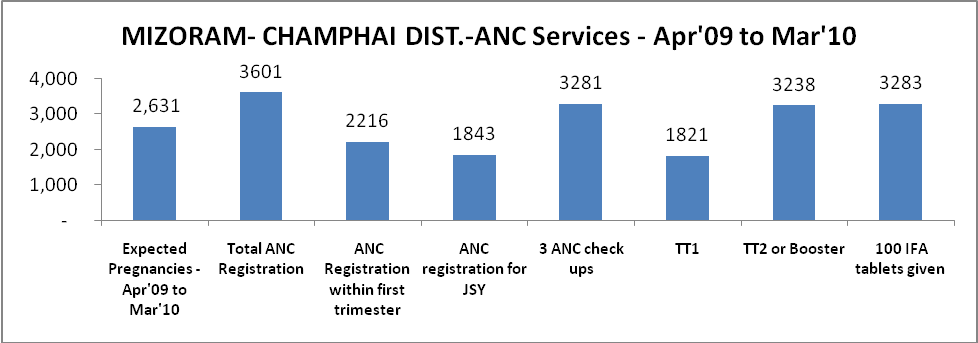 MIZORAM- CHAMPHAI DIST.-ANC Services - Apr'09 to Mar'10
4,000
3,000
2,000
1,000
-
2,631
3601
2216
1843
3281
1821
3238
3283
Expected
Pregnancies -
Apr'09 to
Mar'10
Total ANC
Registration
ANC
Registration
within first
trimester
ANC
registration for
JSY
3 ANC check
ups
TT1
TT2 or Booster
100 IFA
tablets given